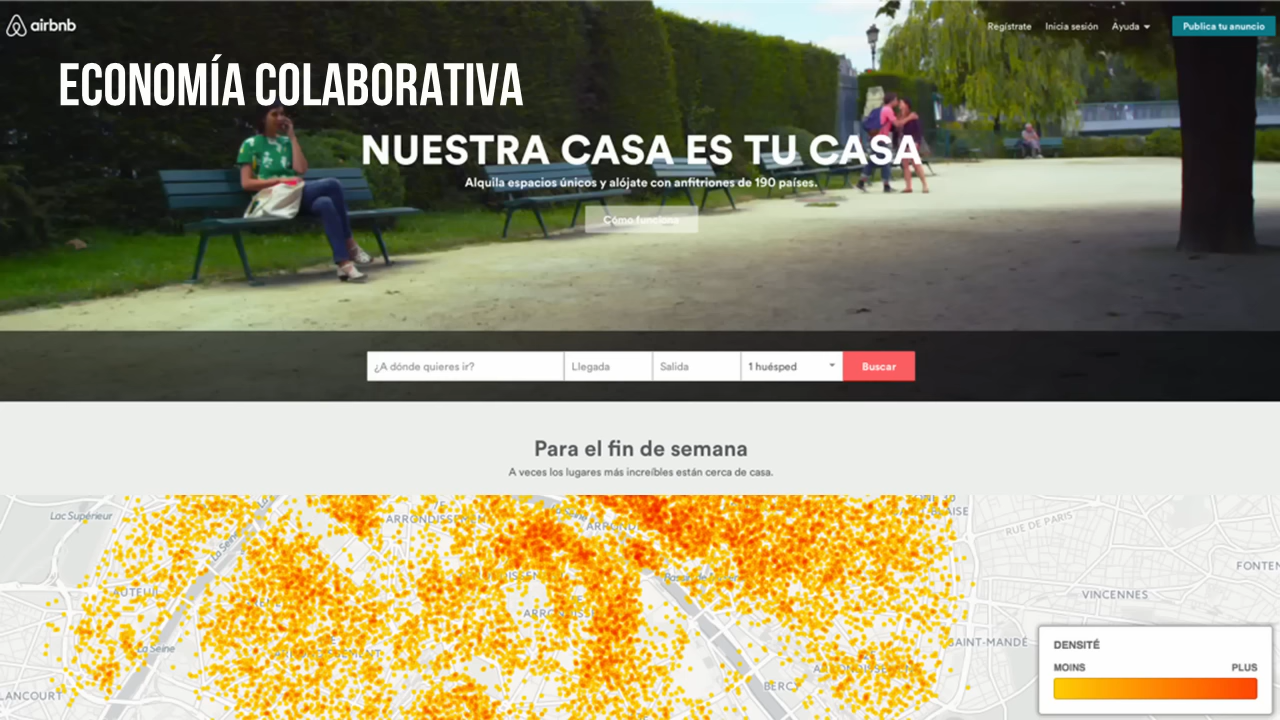 airbnb
Regístrate Inicia sesión Ayuda Publica tu anuncio
ECONOMÍA COLABORATIVA
NUESTRA CASA ES TU CASA
Alquila espacios únicos y alójate con anfitriones de 190 países.
Cómo funciona
¿A dónde quieres ir? Llegada Salida 1 huésped Buscar
Para el fin de semana
A veces los lugares más increíbles están cerca de casa.
Lac Supérieur
ARRONDISSEMENT
RUE DE PARIS
La Seine
FONTEN
AUTEUIL
VINCENNES
La Seine
SAINT-MANDÉ
LANCOURT
BERCY
DENSITÉ
MOINS PLUS